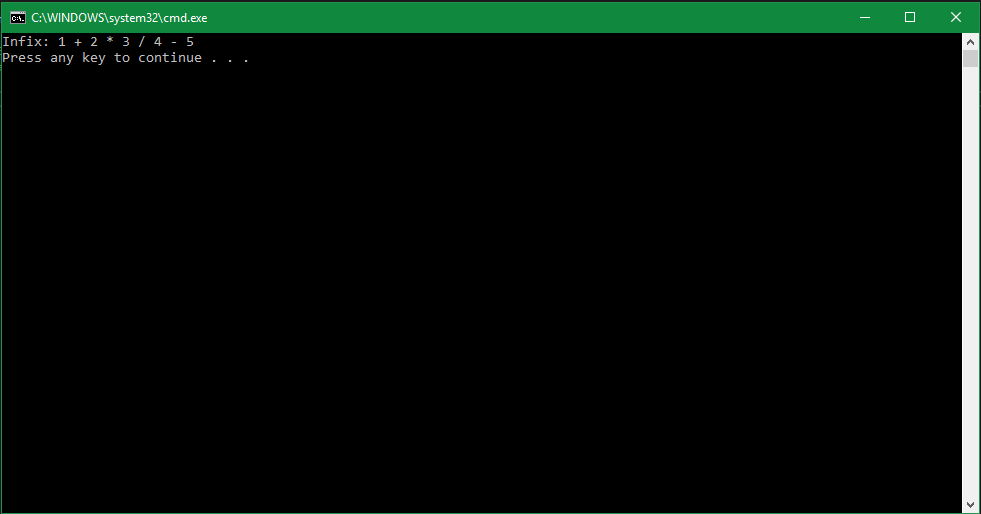 C:\WINDOWS\system32\cmd.exe
Infix: 1 + 2 * 3 / 4 - 5
Press any key to continue . . .